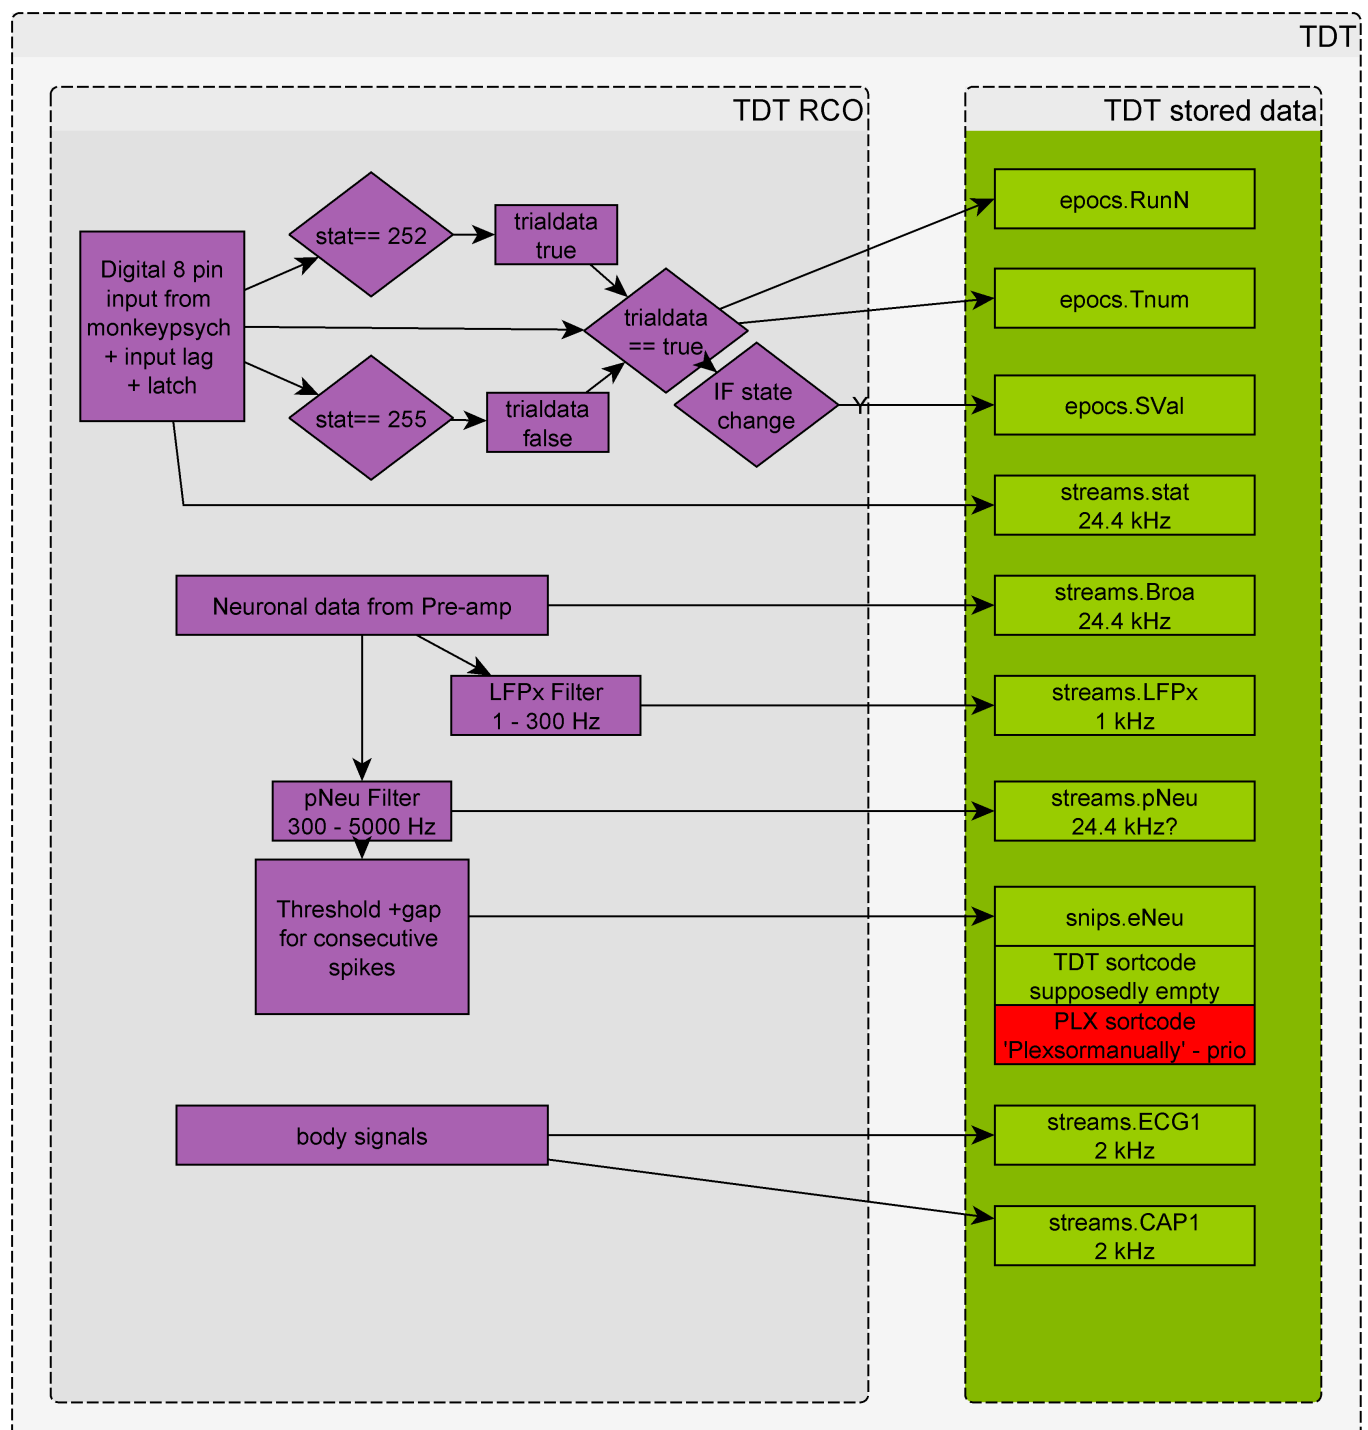 TDT
TDT RCO
TDT stored data
Digital 8 pin
input from
monkeypsych
+ input lag
+ latch
stat== 252
trialdata
true
stat== 255
trialdata
false
trialdata
== true
IF state
change
Y
epocs.RunN
epocs.Tnum
epocs.SVal
streams.stat
24.4 kHz
Neuronal data from Pre-amp
streams.Broa
24.4 kHz
LFPx Filter
1 - 300 Hz
streams.LFPx
1 kHz
pNeu Filter
300 - 5000 Hz
streams.pNeu
24.4 kHz?
Threshold +gap
for consecutive
spikes
snips.eNeu
TDT sortcode
supposedly empty
PLX sortcode
'Plexsormanually' - prio
body signals
streams.ECG1
2 kHz
streams.CAP1
2 kHz